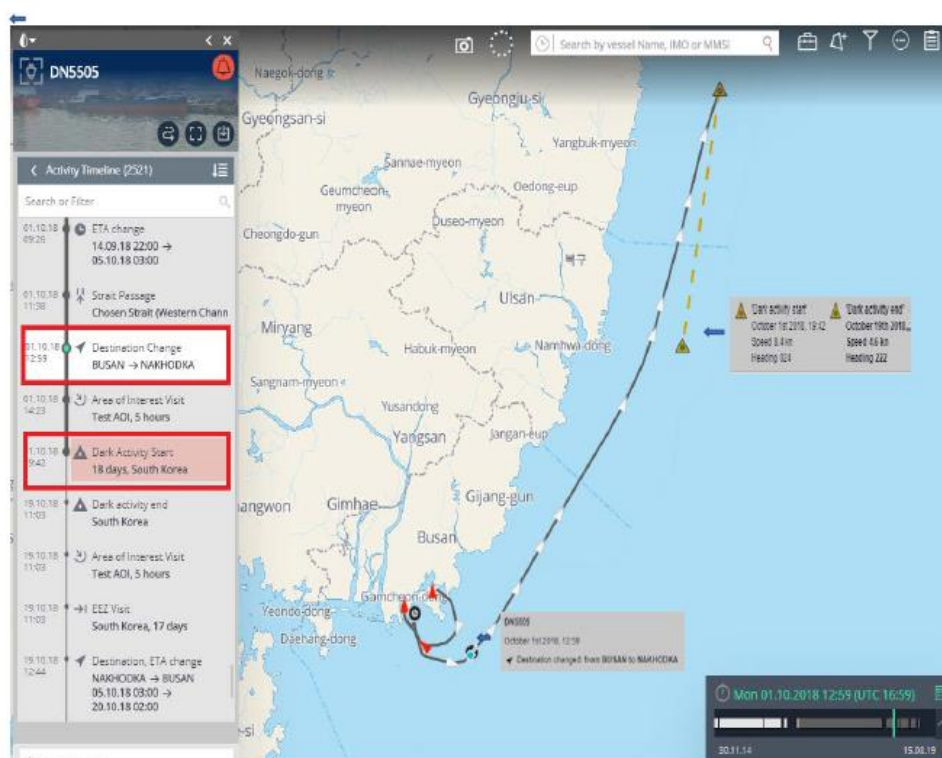 DN5505
Activity Timeline (2521)
Search or Filter
01.10.18
09:26
ETA change
14.09.18 22:00 →
05.10.18 03:00
01.10.18
11:38
Strait Passage
Chosen Strait (Western Chann
01.10.18
12:59
Destination Change
BUSAN → NAKHODKA
01.10.18
14:23
Area of Interest Visit
Test AOI, 5 hours
Dark Activity Start
18 days, South Korea
19.10.18
11:03
Dark activity end
South Korea
19.10.18
11:03
Area of Interest Visit
Test AOI, 5 hours
19.10.18
11:03
EEZ Visit
South Korea, 17 days
19.10.18
12:44
Destination, ETA change
NAKHODKA → BUSAN
05.10.18 03:00 →
20.10.18 02:00
Search by vessel Name, IMO or MMSI
Naegok-dong
Gyeongju-si
Gyeongsan-si
Yangbuk-myeon
Sannae-myeon
Geumcheon-
myeon
Oedong-eup
Duseo-myeon
Cheongdo-gun
북구
Ulsan
Miryang
Habuk-myeon
Namhwa-dong
Sangnam-myeon
Yusandong
Yangsan
Jangan-eup
angwon
Gimhae
Gijang-gun
Busan
Gamcheon-dong
Yeondo-dong
Daehang-dong
-si
'Dark activity start'
October 1st 2018, 19:42
Speed 8.4 kn
Heading 024
'Dark activity end'
October 19th 2018,...
Speed 4.6 kn
Heading 222
DN5505
October 1st 2018, 12:59
Destination changed: from BUSAN to NAKHODKA
Mon 01.10.2018 12:59 (UTC 16:59)
30.11.14
15.08.19